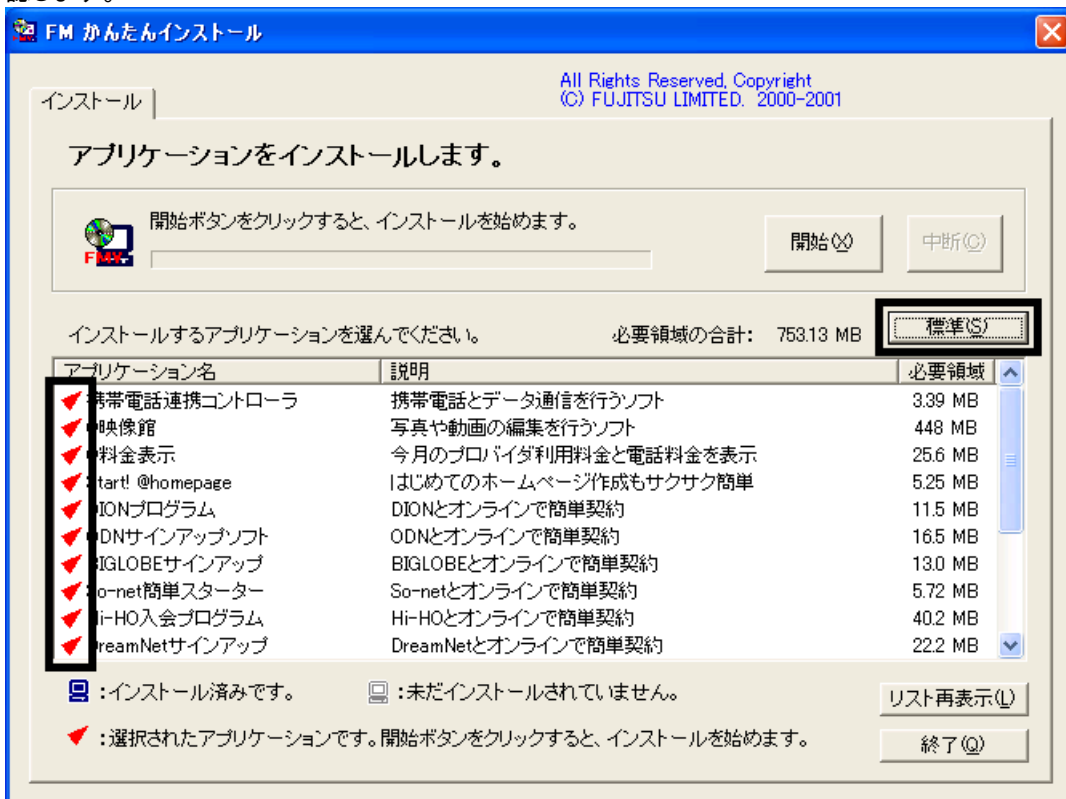 認します。
FM かんたんインストール
All Rights Reserved, Copyright
(C) FUJITSU LIMITED. 2000-2001
インストール
アプリケーションをインストールします。
開始ボタンをクリックすると、インストールを始めます。
FMV
開始(X)
中断(C)
インストールするアプリケーションを選んでください。 必要領域の合計: 753.13 MB 標準(S)
アプリケーション名 説明 必要領域
携帯電話連携コントローラ 携帯電話とデータ通信を行うソフト 3.39 MB
映像館 写真や動画の編集を行うソフト 448 MB
料金表示 今月のプロバイダ利用料金と電話料金を表示 25.6 MB
tart! @homepage はじめてのホームページ作成もサクサク簡単 5.25 MB
IONプログラム DIONとオンラインで簡単契約 11.5 MB
DNサインアップソフト ODNとオンラインで簡単契約 16.5 MB
IGLOBEサインアップ BIGLOBEとオンラインで簡単契約 13.0 MB
o-net簡単スターター So-netとオンラインで簡単契約 5.72 MB
i-HO入会プログラム Hi-HOとオンラインで簡単契約 40.2 MB
reamNetサインアップ DreamNetとオンラインで簡単契約 22.2 MB
:インストール済みです。 :未だインストールされていません。 リスト再表示(L)
:選択されたアプリケーションです。開始ボタンをクリックすると、インストールを始めます。 終了(Q)